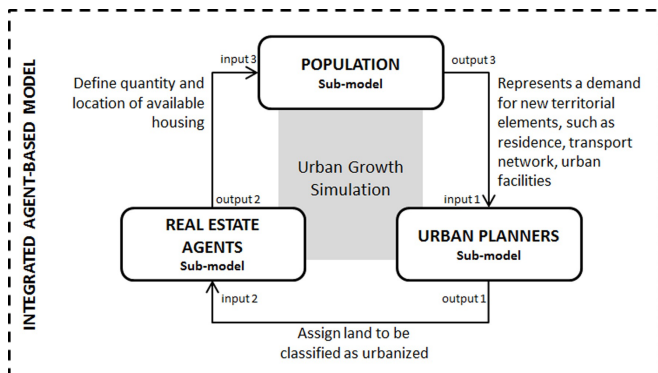 INTEGRATED AGENT-BASED MODEL
input 3
POPULATION
Sub-model
output 3
Define quantity and
location of available
housing
Represents a demand
for new territorial
elements, such as
residence, transport
network, urban
facilities
Urban Growth
Simulation
output 2
input 1
REAL ESTATE
AGENTS
Sub-model
URBAN PLANNERS
Sub-model
input 2
output 1
Assign land to be
classified as urbanized